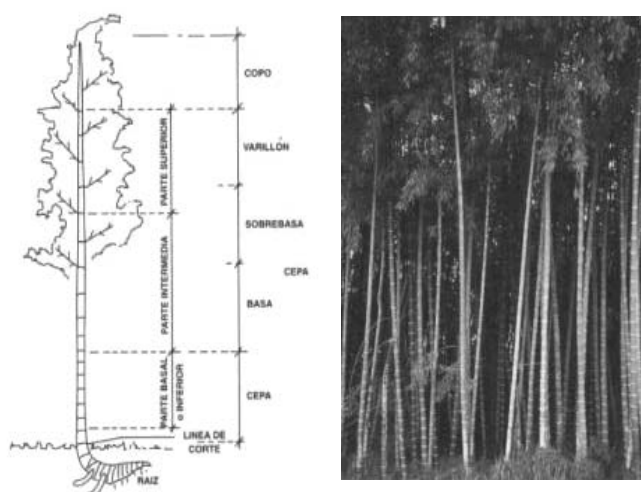 COPO
VARILLÓN
PARTE SUPERIOR
SOBREBASA
CEPA
PARTE INTERMEDIA
BASA
PARTE BASAL
o INFERIOR
CEPA
LINEA DE
CORTE
RAIZ